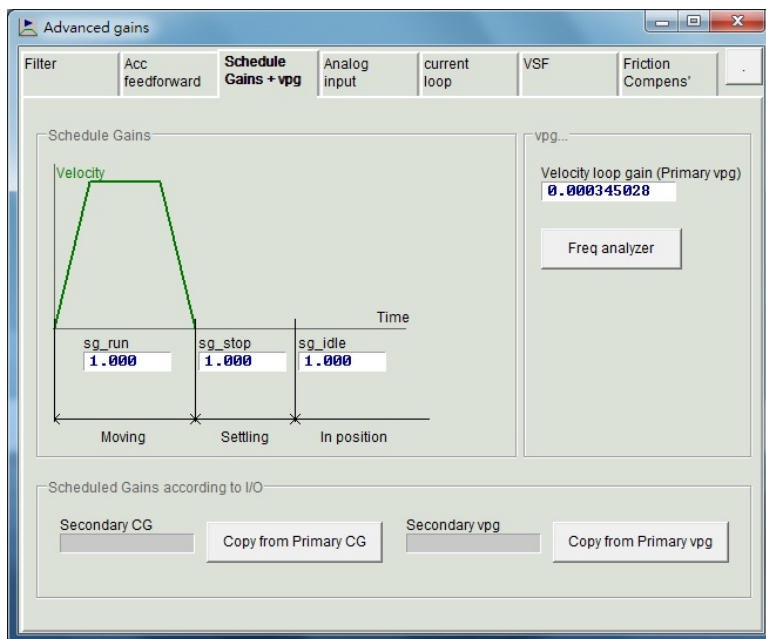 Advanced gains
Filter
Acc
feedforward
Schedule
Gains + vpg
Analog
input
current
loop
VSF
Friction
Compens'
.
Schedule Gains
Velocity
Time
sg_run
1.000
sg_stop
1.000
sg_idle
1.000
Moving
Settling
In position
vpg...
Velocity loop gain (Primary vpg)
0.000345028
Freq analyzer
Scheduled Gains according to I/O
Secondary CG
Copy from Primary CG
Secondary vpg
Copy from Primary vpg